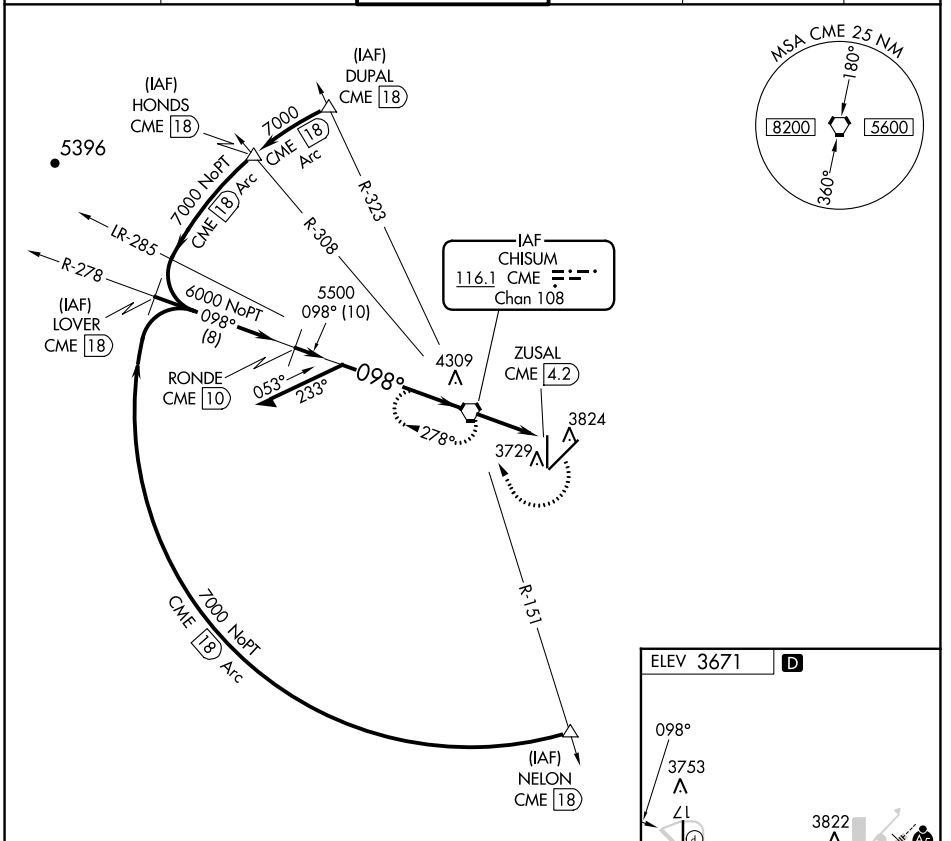 MSA CME 25 NM
180°
8200
5600
360°
(IAF)
DUPAL
CME 18
(IAF)
HONDS
CME 18
7000
CME 18
Arc
5396
7000 NoPT
CME 18 Arc
R-323
R-308
LR-285
R-278
(IAF)
LOVER
CME 18
6000 NoPT
098°
(8)
5500
098° (10)
IAF
CHISUM
116.1 CME
Chan 108
RONDE
CME 10
053°
233°
098°
4309
ZUSAL
CME 4.2
278°
3729
3824
R-151
7000 NoPT
CME 18 Arc
(IAF)
NELON
CME 18
ELEV 3671
D
098°
3753
17
3822